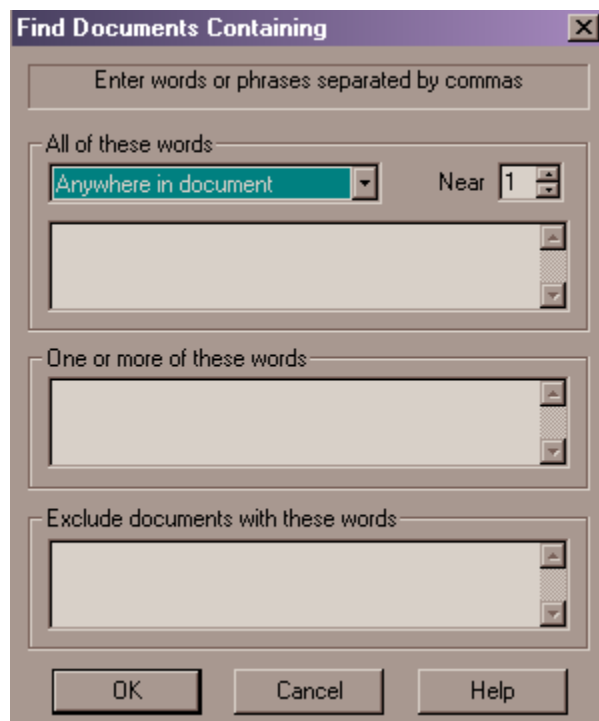 Find Documents Containing
Enter words or phrases separated by commas
All of these words
Anywhere in document Near 1
One or more of these words
Exclude documents with these words
OK Cancel Help